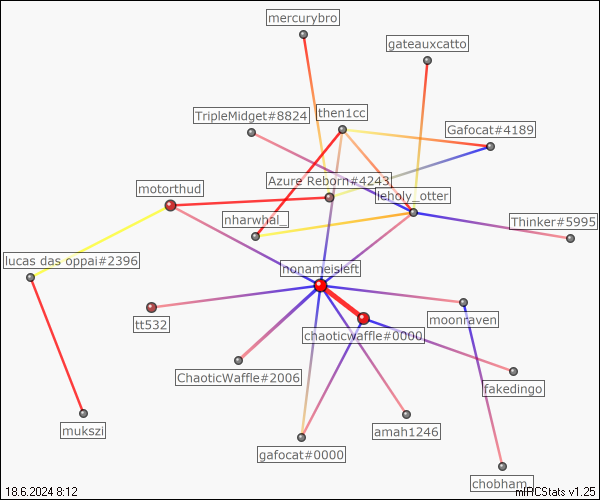 mercurybro
gateauxcatto
TripleMidget#8824
then1cc
Gafocat#4189
Azure Reborn#4243
motorthud
leholy_otter
nharwhal_
Thinker#5995
lucas das oppai#2396
nonameisleft
tt532
moonraven
chaoticwaffle#0000
ChaoticWaffle#2006
fakedingo
mukszi
amah1246
gafocat#0000
chobham_
18.6.2024 8:12
mIRCStats v1.25